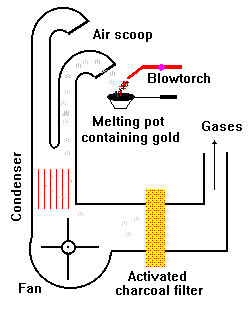 Air scoop
Blowtorch
Melting pot
containing gold
Gases
Condenser
Fan
Activated
charcoal filter